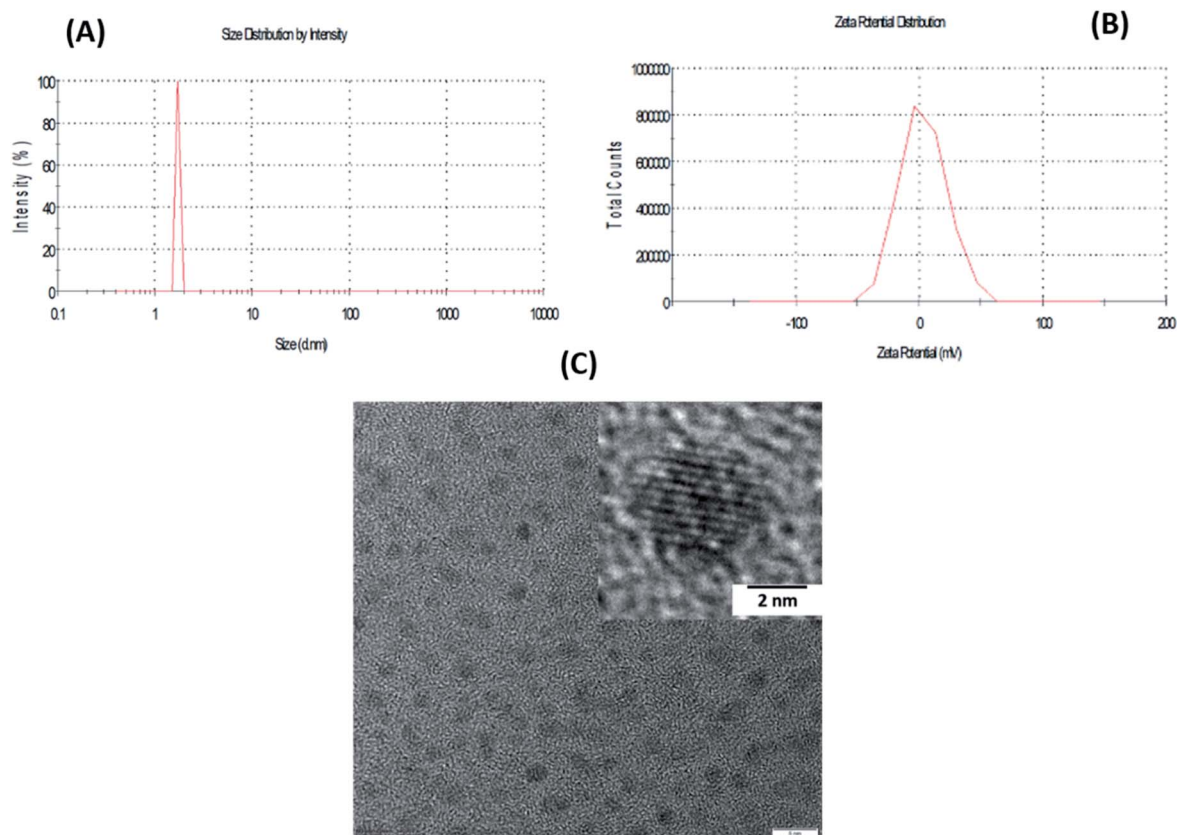 (A)
Size Distribution by Intensity
100
80
60
40
20
0
Intensity (%)
0.1 1 10 100 1000 10000
Size (d.nm)
Zeta Potential Distribution
(B)
1000000
800000
600000
400000
200000
0
Total Counts
-100 0 100 200
Zeta Potential (mV)
(C)
2 nm